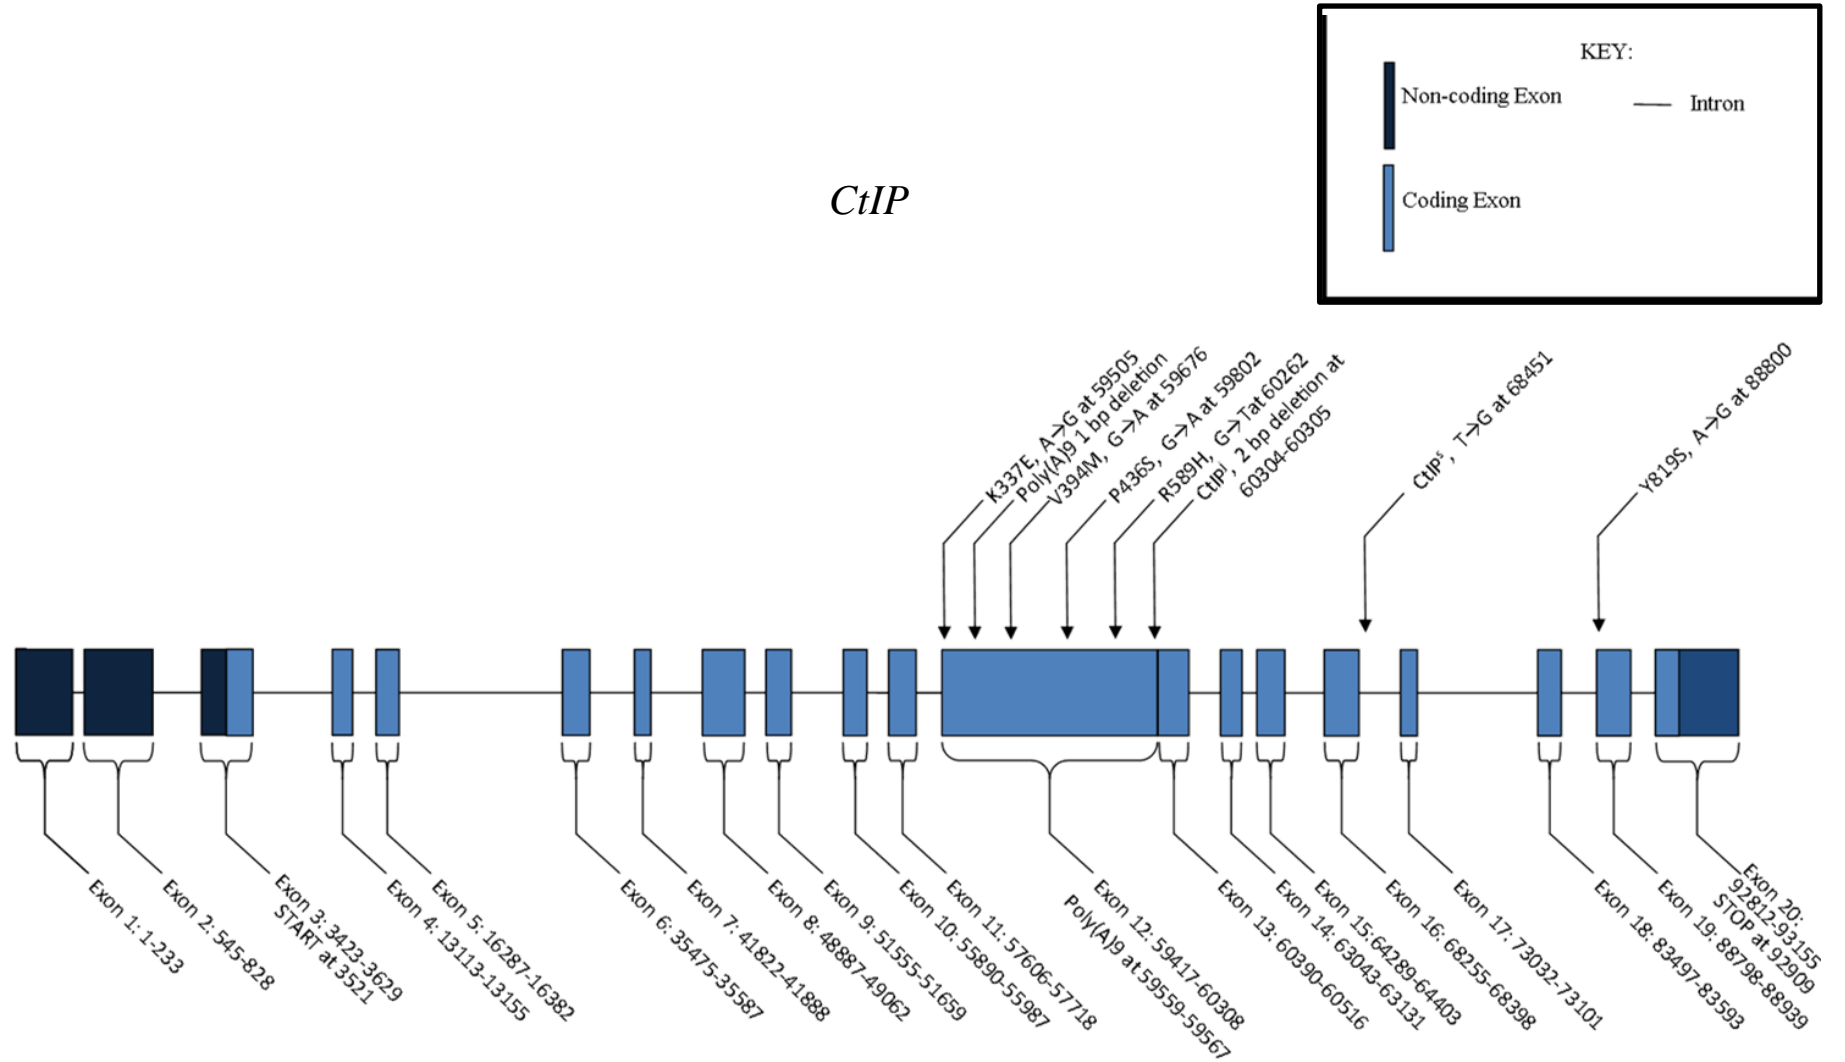 KEY:
Non-coding Exon
Intron
Coding Exon
CtIP
K337E, A→G at 59505
Poly(A)9 1 bp deletion
V394M, G→A at 59676
P436S, G→A at 59802
R589H, G→Tat 60262
CtIPʲ, 2 bp deletion at
60304-60305
CtIPˢ, T→G at 68451
Y819S, A→G at 88800
Exon 1: 1-233
Exon 2: 545-828
Exon 3: 3423-3629
START at 3521
Exon 4: 13113-13155
Exon 5: 16287-16382
Exon 6: 35475-35587
Exon 7: 41822-41888
Exon 8: 48887-49062
Exon 9: 51555-51659
Exon 10: 55890-55987
Exon 11: 57606-57718
Exon 12: 59417-60308
Poly(A)9 at 59559-59567
Exon 13: 60390-60516
Exon 14: 63043-63131
Exon 15: 64289-64403
Exon 16: 68255-68398
Exon 17: 73032-73101
Exon 18: 83497-83593
Exon 19: 88798-88939
Exon 20:
92812-93155
STOP at 92909